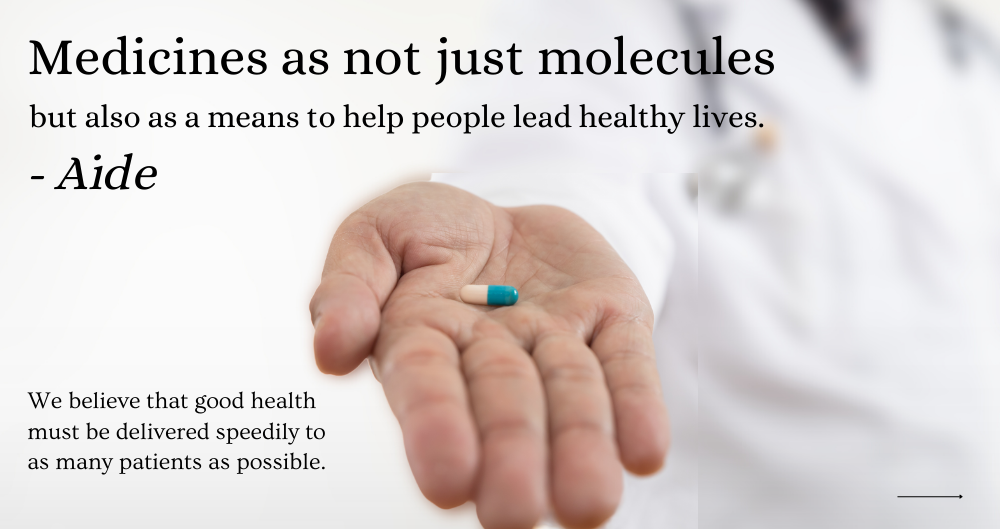 Medicines as not just molecules
but also as a means to help people lead healthy lives.
- Aide
We believe that good health
must be delivered speedily to
as many patients as possible.